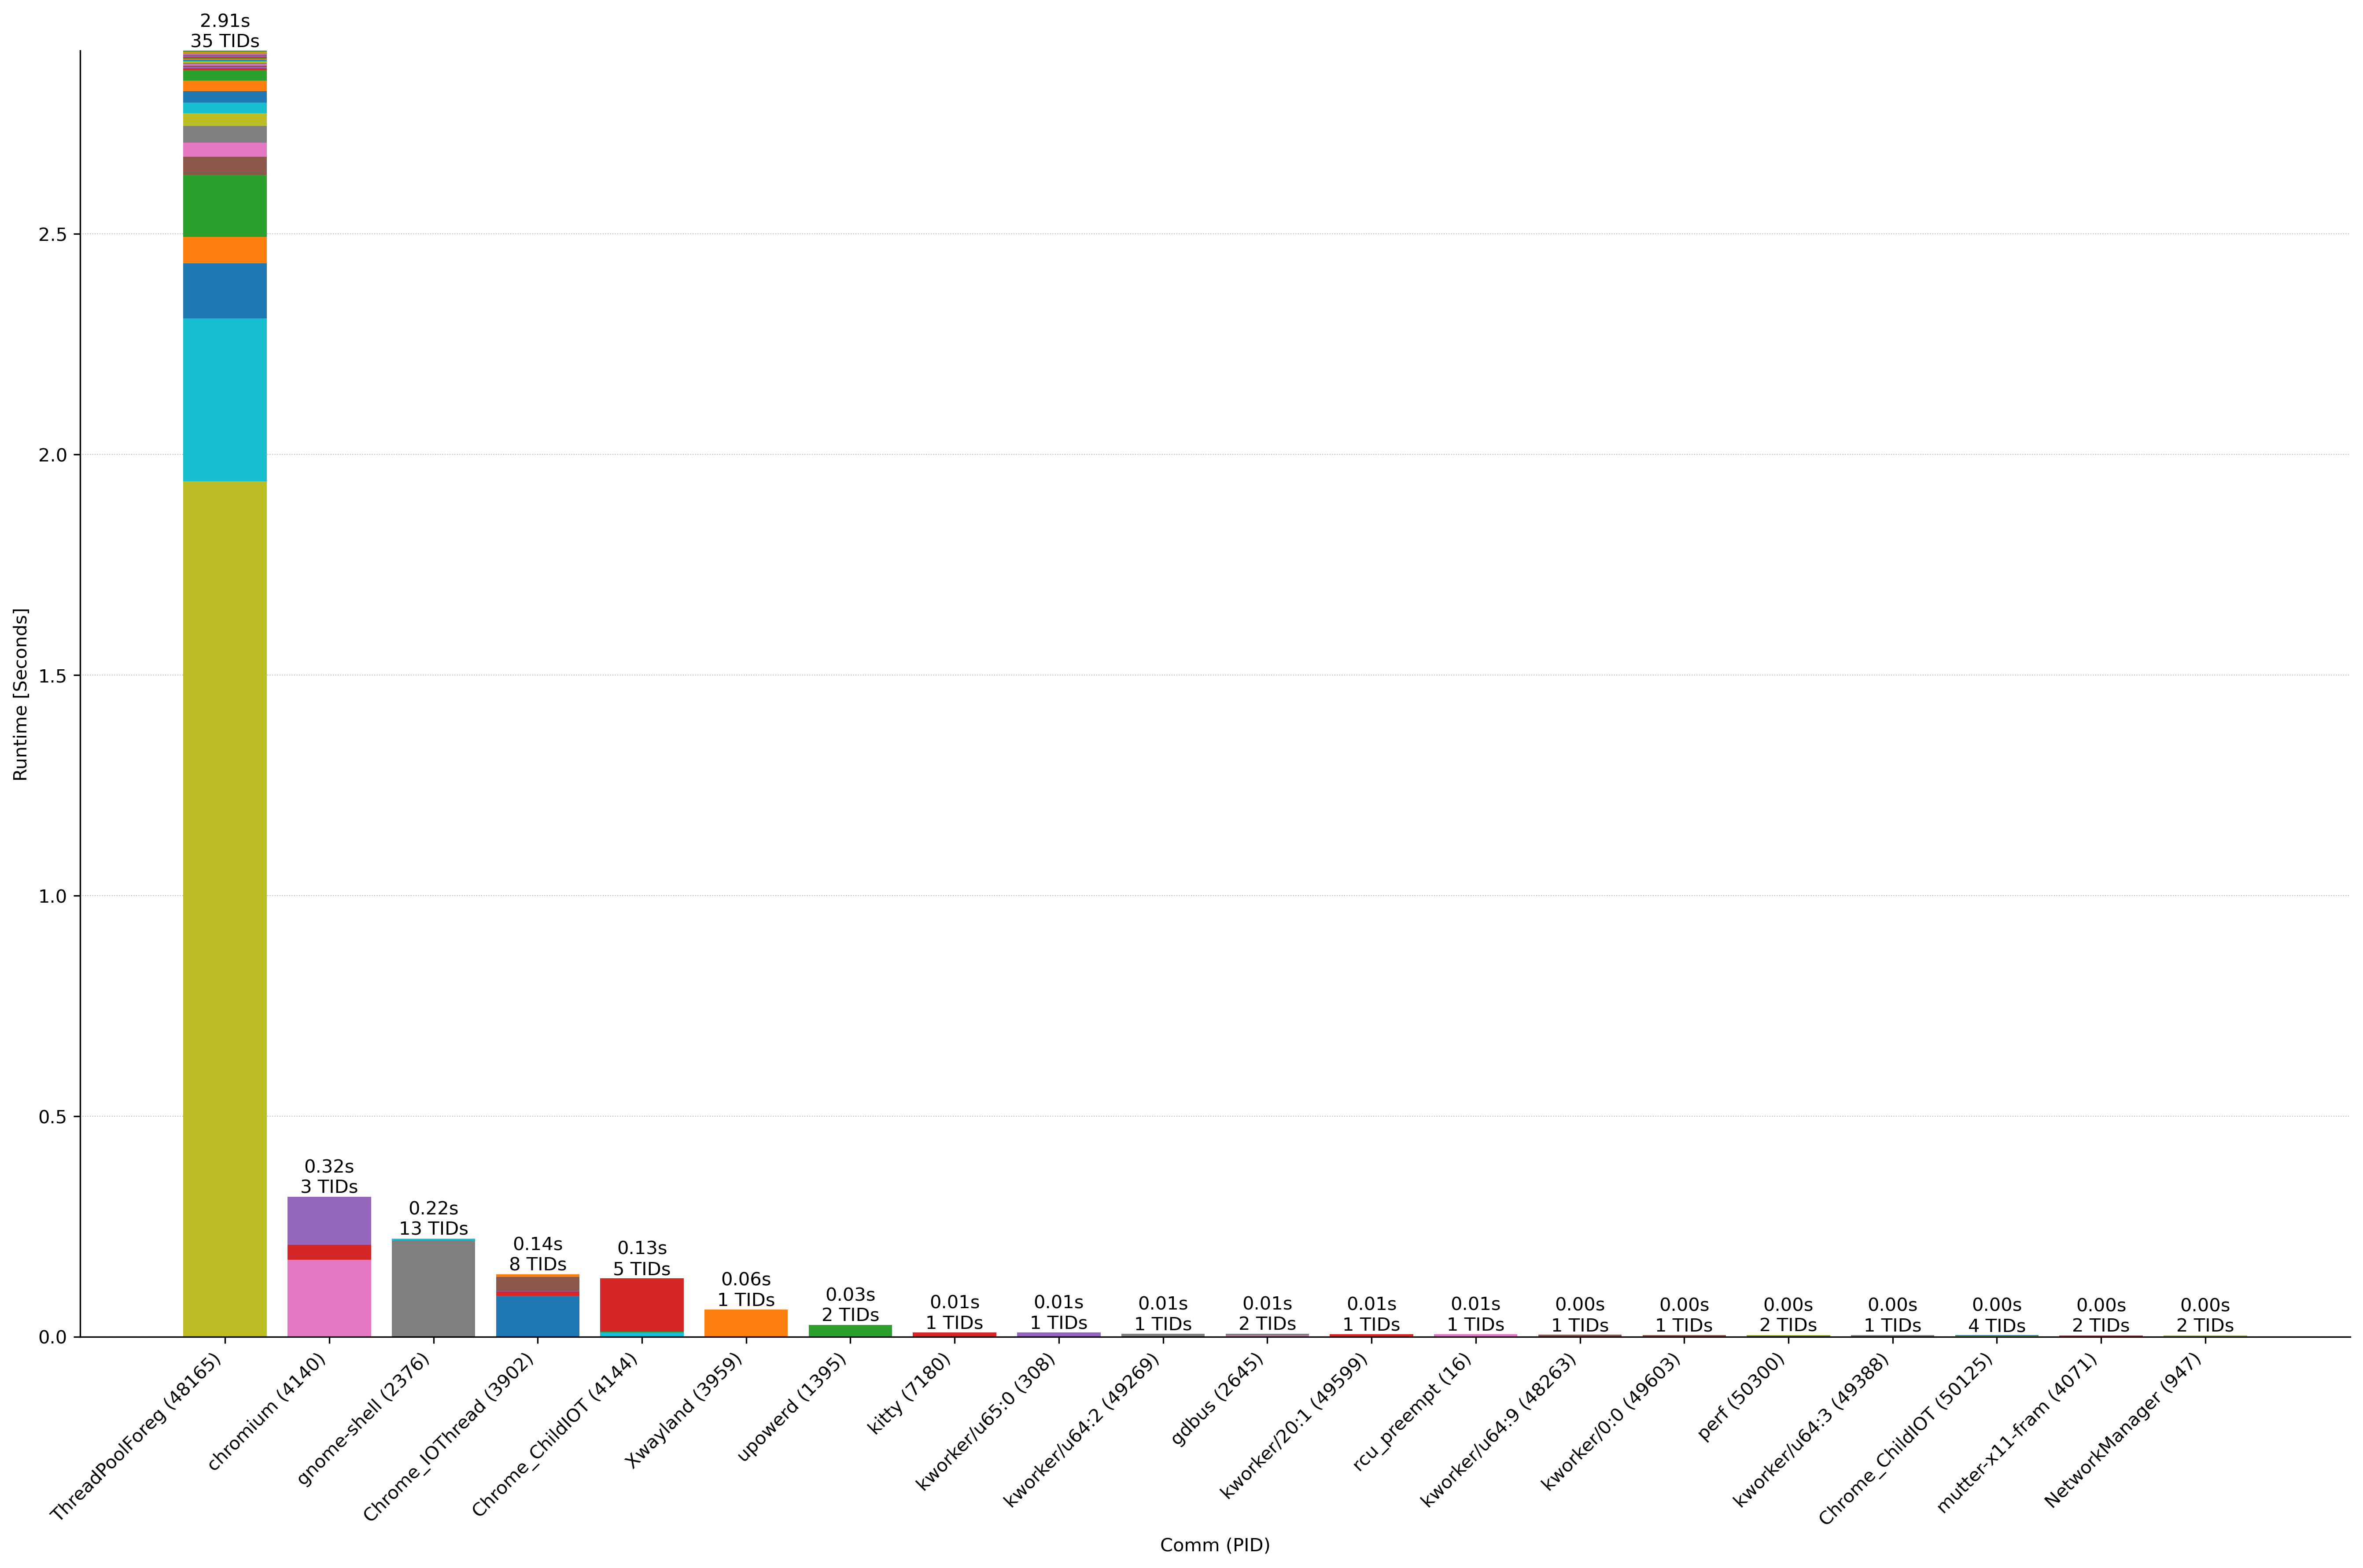 2.91s
35 TIDs
2.5
2.0
1.5
1.0
0.5
0.0
Runtime [Seconds]
0.32s
3 TIDs
0.22s
13 TIDs
0.14s
8 TIDs
0.13s
5 TIDs
0.06s
1 TIDs
0.03s
2 TIDs
0.01s
1 TIDs
0.01s
1 TIDs
0.01s
1 TIDs
0.01s
2 TIDs
0.01s
1 TIDs
0.01s
1 TIDs
0.00s
1 TIDs
0.00s
1 TIDs
0.00s
2 TIDs
0.00s
1 TIDs
0.00s
4 TIDs
0.00s
2 TIDs
0.00s
2 TIDs
ThreadPoolForeg (48165)
chromium (4140)
gnome-shell (2376)
Chrome_IOThread (3902)
Chrome_ChildIOT (4144)
Xwayland (3959)
upowerd (1395)
kitty (7180)
kworker/u65:0 (308)
kworker/u64:2 (49269)
gdbus (2645)
kworker/20:1 (49599)
rcu_preempt (16)
kworker/u64:9 (48263)
kworker/0:0 (49603)
perf (50300)
kworker/u64:3 (49388)
Chrome_ChildIOT (50125)
mutter-x11-fram (4071)
NetworkManager (947)
Comm (PID)